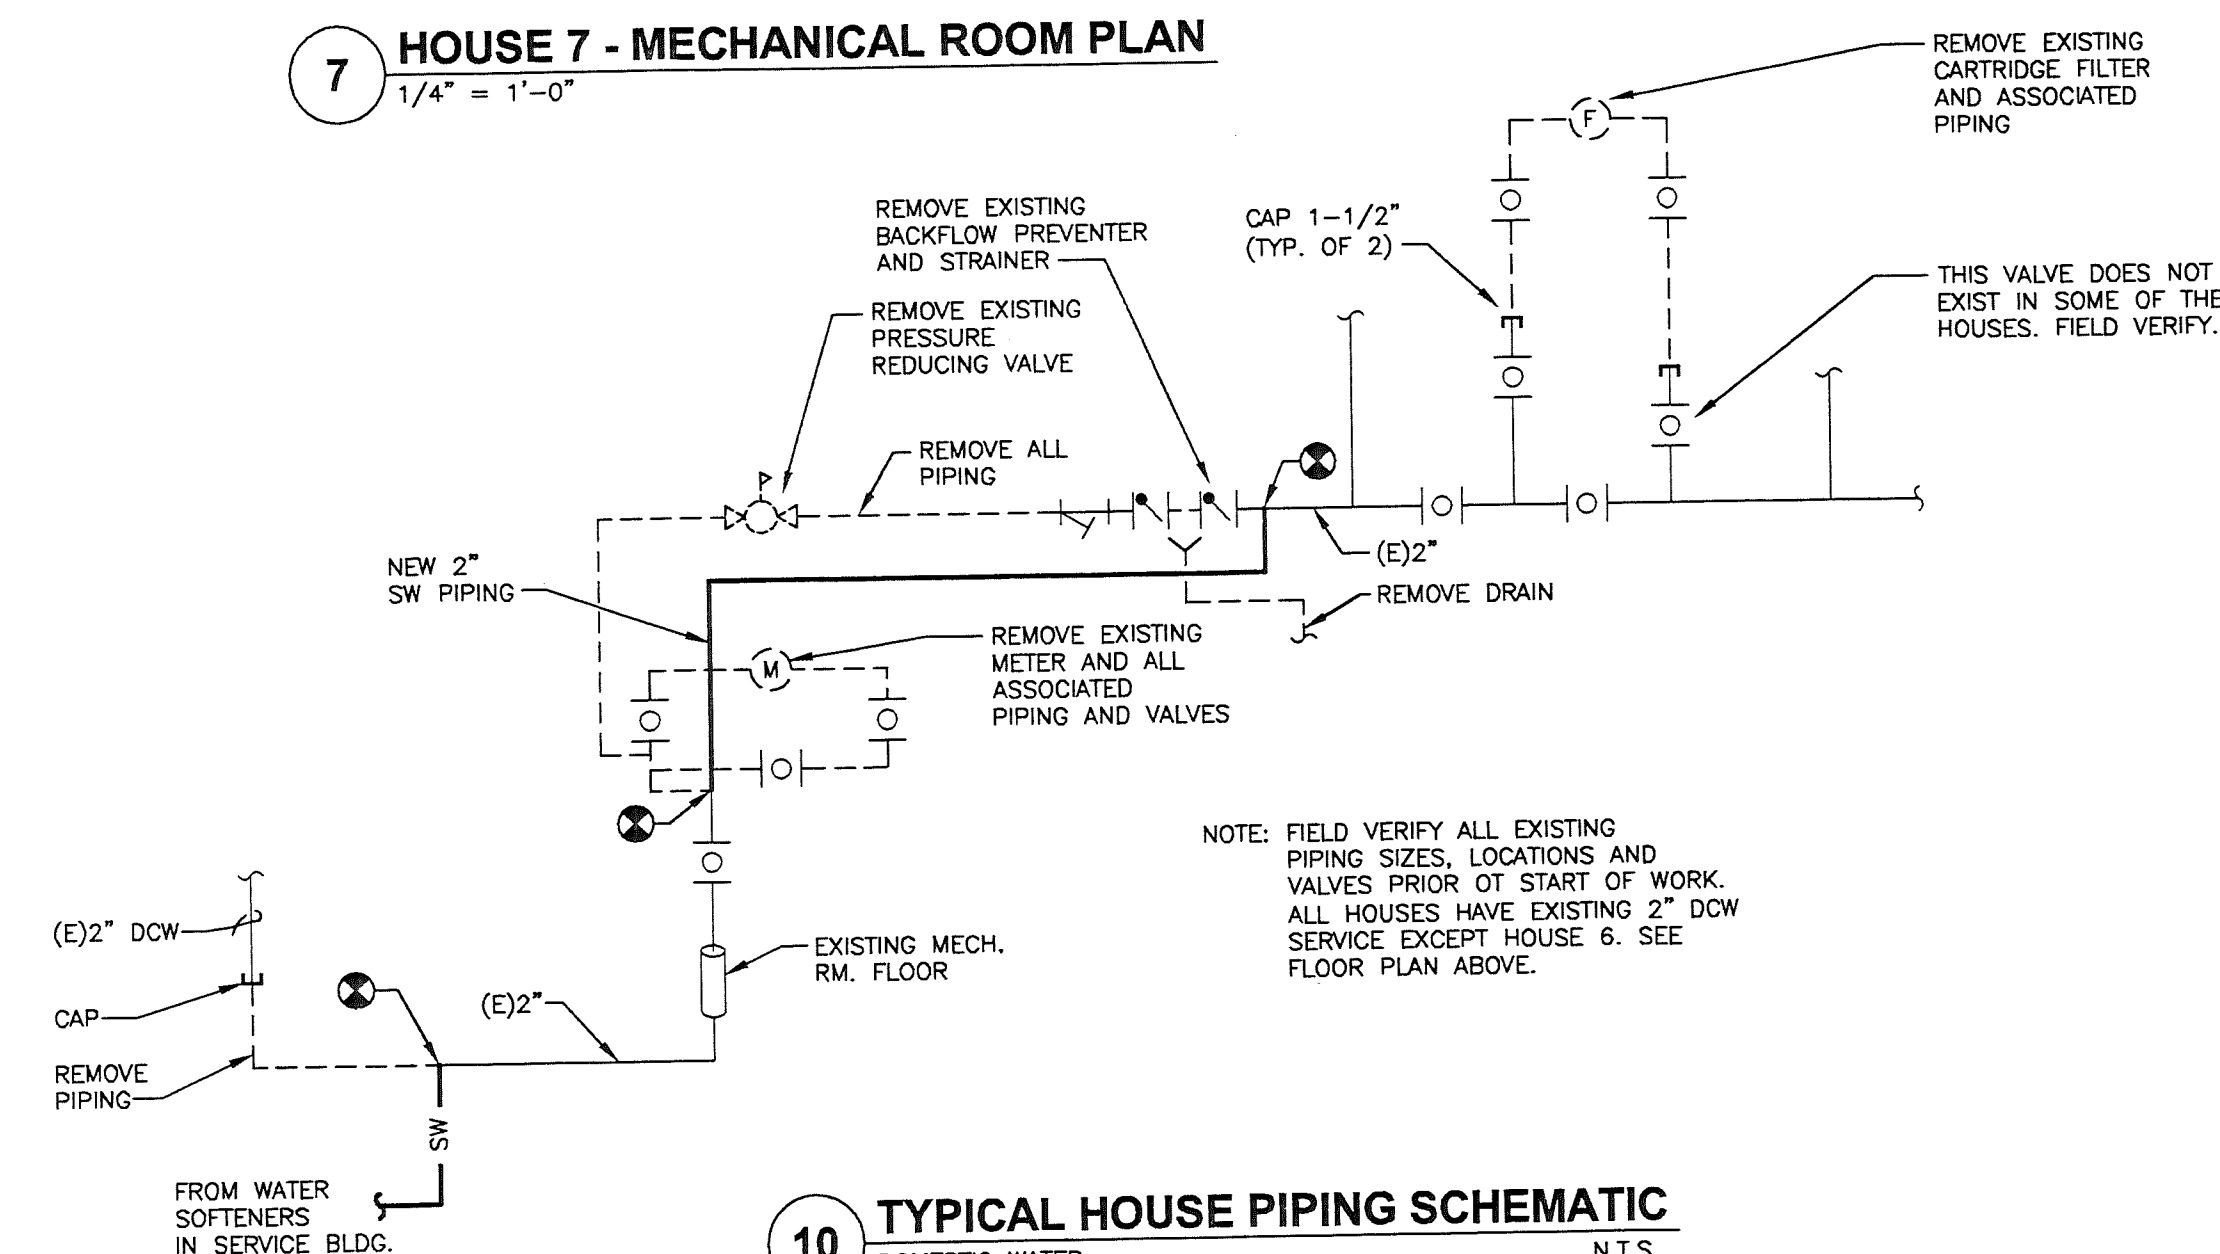 7
HOUSE 7 - MECHANICAL ROOM PLAN
1/4" = 1'-0"
REMOVE EXISTING
CARTRIDGE FILTER
AND ASSOCIATED
PIPING
F
REMOVE EXISTING
BACKFLOW PREVENTER
AND STRAINER
CAP 1-1/2"
(TYP. OF 2)
THIS VALVE DOES NOT
EXIST IN SOME OF THE
HOUSES. FIELD VERIFY.
REMOVE EXISTING
PRESSURE
REDUCING VALVE
REMOVE ALL
PIPING
(E)2"
NEW 2"
SW PIPING
REMOVE DRAIN
REMOVE EXISTING
METER AND ALL
ASSOCIATED
PIPING AND VALVES
M
NOTE: FIELD VERIFY ALL EXISTING
PIPING SIZES, LOCATIONS AND
VALVES PRIOR OT START OF WORK.
ALL HOUSES HAVE EXISTING 2" DCW
SERVICE EXCEPT HOUSE 6. SEE
FLOOR PLAN ABOVE.
(E)2" DCW
EXISTING MECH.
RM. FLOOR
CAP
(E)2"
REMOVE
PIPING
SW
FROM WATER
SOFTENERS
IN SERVICE BLDG.
10
TYPICAL HOUSE PIPING SCHEMATIC
DOMESTIC WATER
N.T.S.